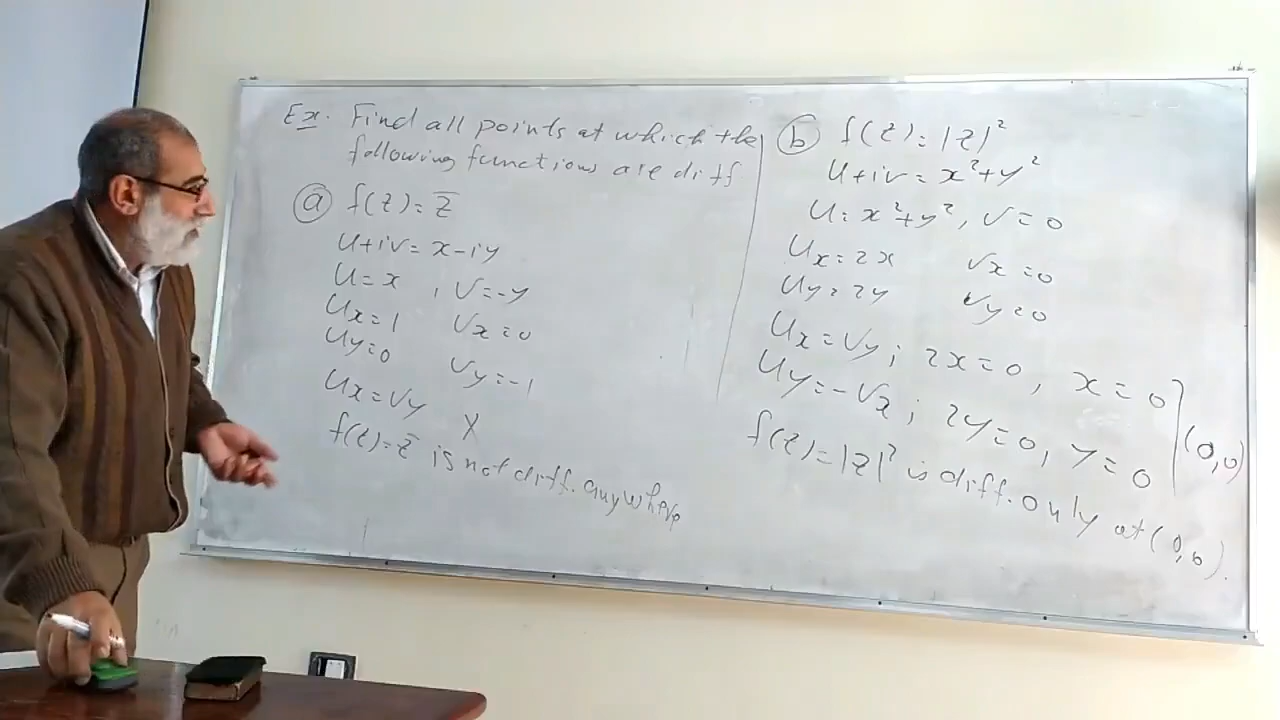 Ex. Find all points at which the
following functions are diff
ⓐ f(z) = z̅
u+iv = x-iy
u = x , v = -y
ux = 1 vx = 0
uy = 0 vy = -1
ux = vy X
f(z) = z̅ is not diff. anywhere
ⓑ f(z) = |z|²
u+iv = x²+y²
u = x²+y², v = 0
ux = 2x vx = 0
uy = 2y vy = 0
ux = vy ; 2x = 0, x = 0
uy = -vx ; 2y = 0, y = 0 (0,0)
f(z) = |z|² is diff. only at (0,0).